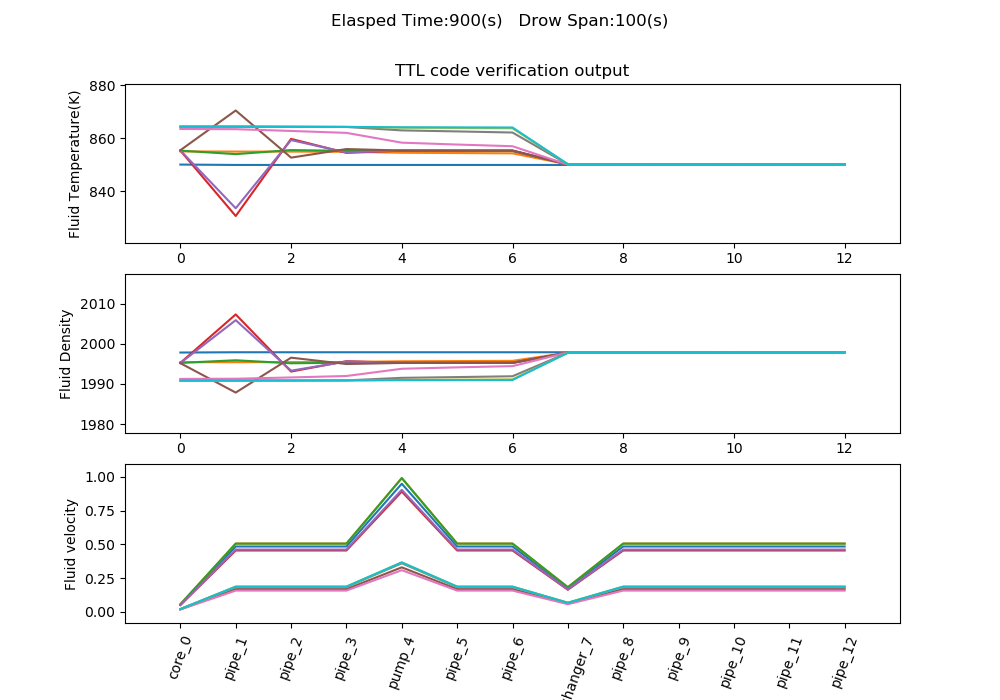 Elasped Time:900(s)   Drow Span:100(s)
TTL code verification output
Fluid Temperature(K)
880
860
840
0 2 4 6 8 10 12
Fluid Density
2010
2000
1990
1980
0 2 4 6 8 10 12
Fluid velocity
1.00
0.75
0.50
0.25
0.00
core_0
pipe_1
pipe_2
pipe_3
pump_4
pipe_5
pipe_6
hanger_7
pipe_8
pipe_9
pipe_10
pipe_11
pipe_12